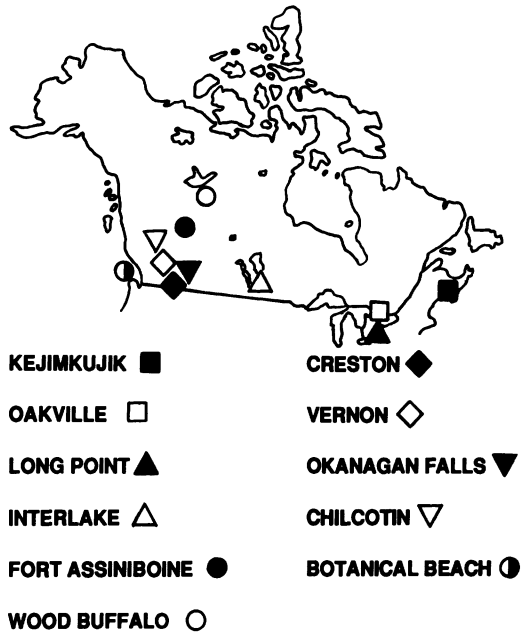 KEJIMKUJIK
CRESTON
OAKVILLE
VERNON
LONG POINT
OKANAGAN FALLS
INTERLAKE
CHILCOTIN
FORT ASSINIBOINE
BOTANICAL BEACH
WOOD BUFFALO